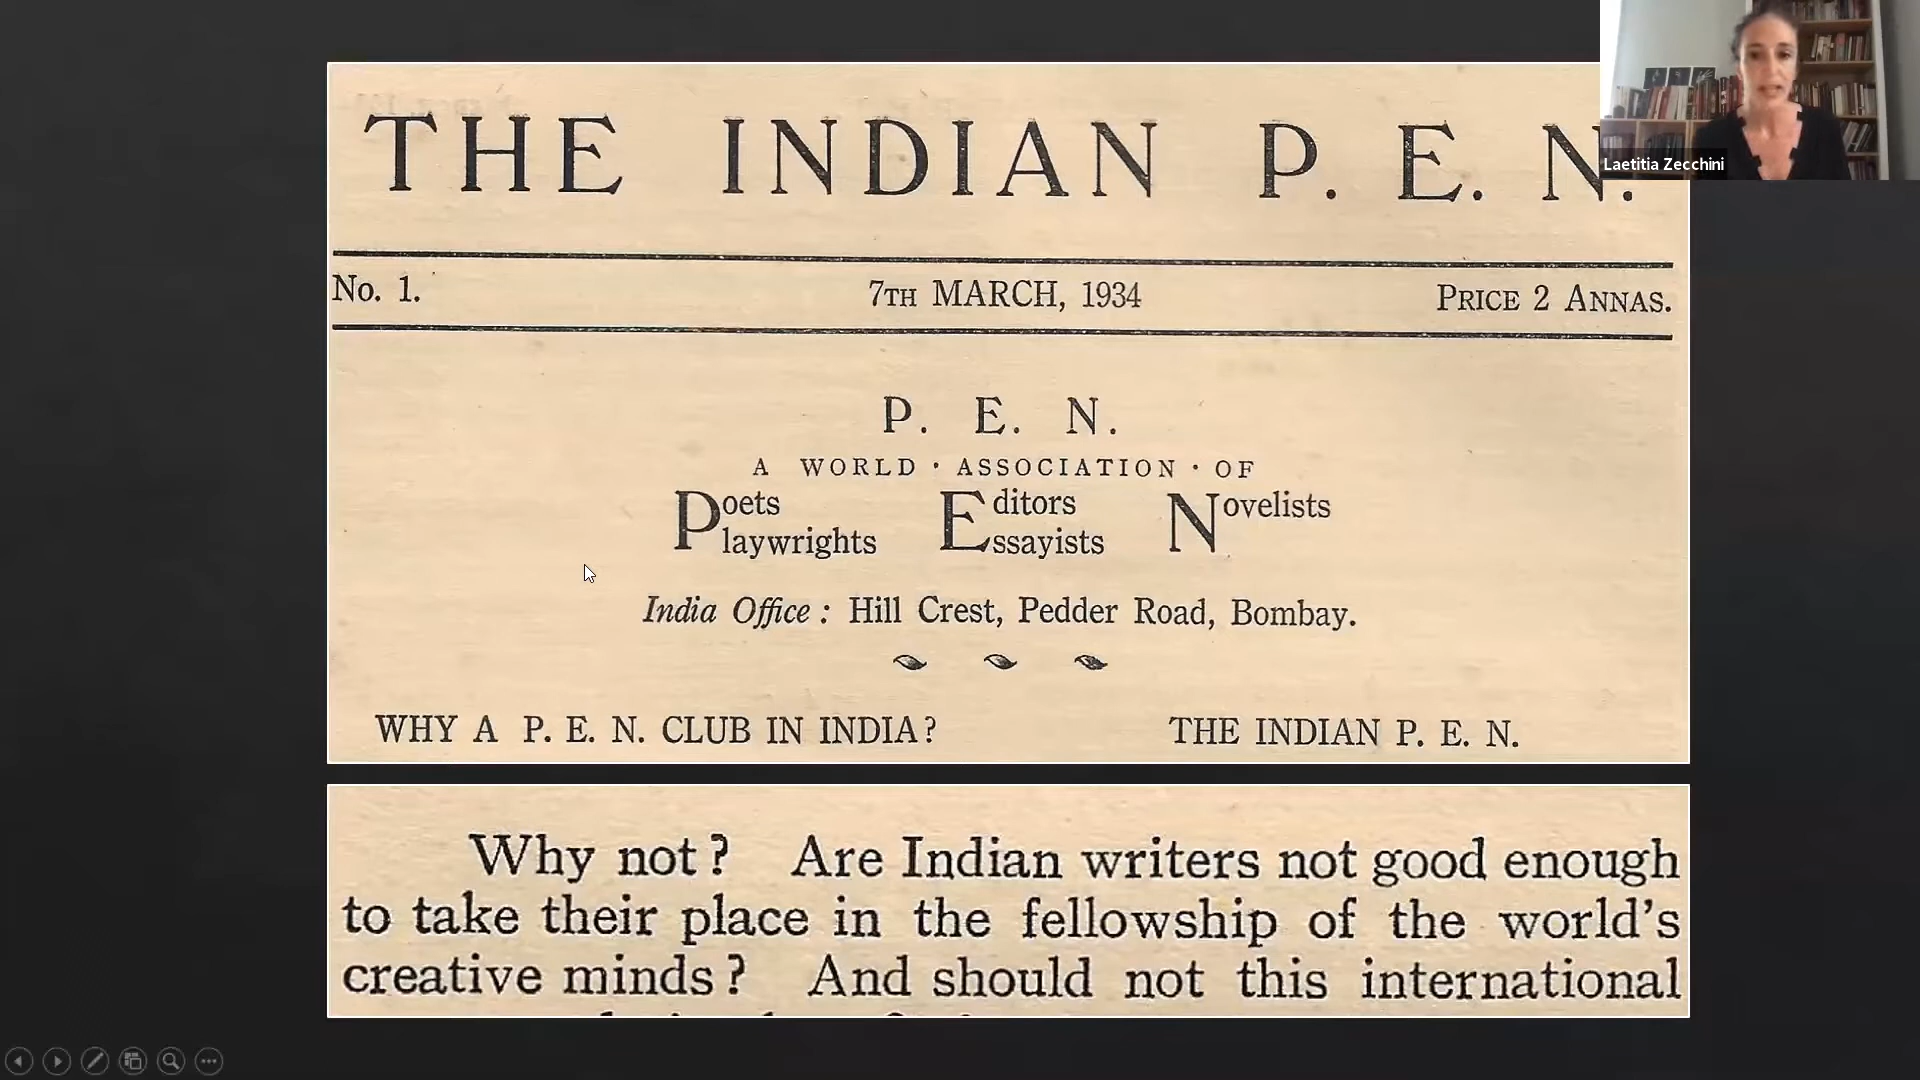 THE INDIAN P. E. N.
No. 1. 7TH MARCH, 1934 PRICE 2 ANNAS.
P. E. N.
A WORLD · ASSOCIATION · OF
Poets Editors Novelists
Playwrights Essayists
India Office : Hill Crest, Pedder Road, Bombay.
WHY A P. E. N. CLUB IN INDIA? THE INDIAN P. E. N.
Why not? Are Indian writers not good enough
to take their place in the fellowship of the world's
creative minds? And should not this international
Laetitia Zecchini